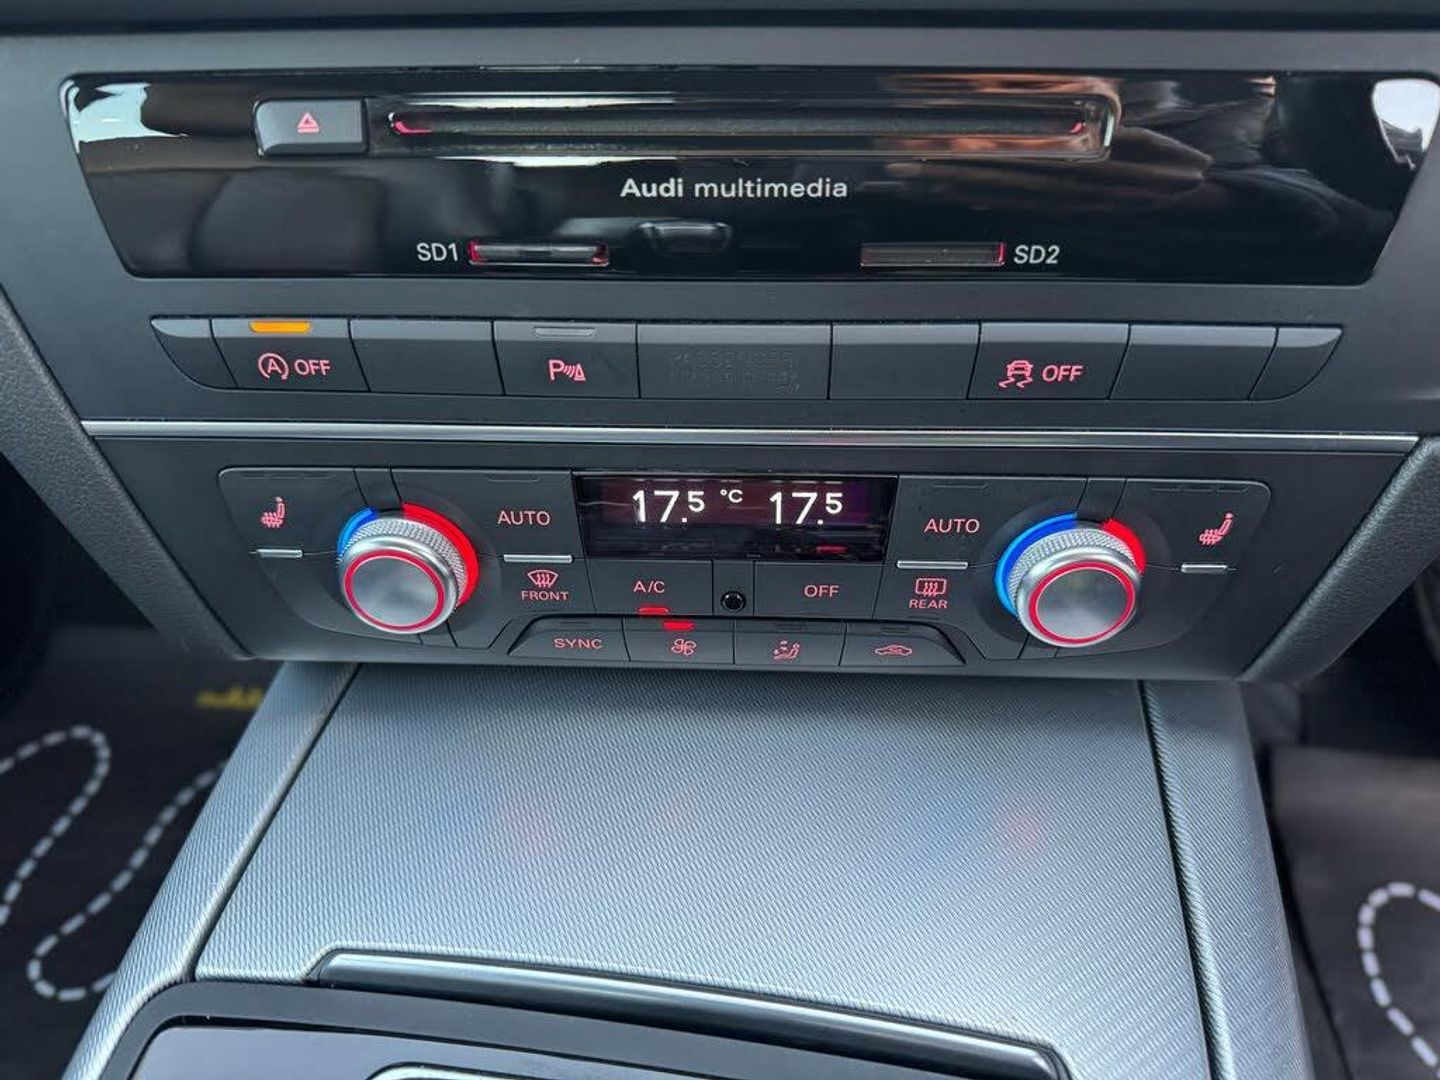 Audi multimedia
SD1 SD2
A OFF P OFF
17.5 °C 17.5
AUTO AUTO
FRONT A/C OFF REAR
SYNC